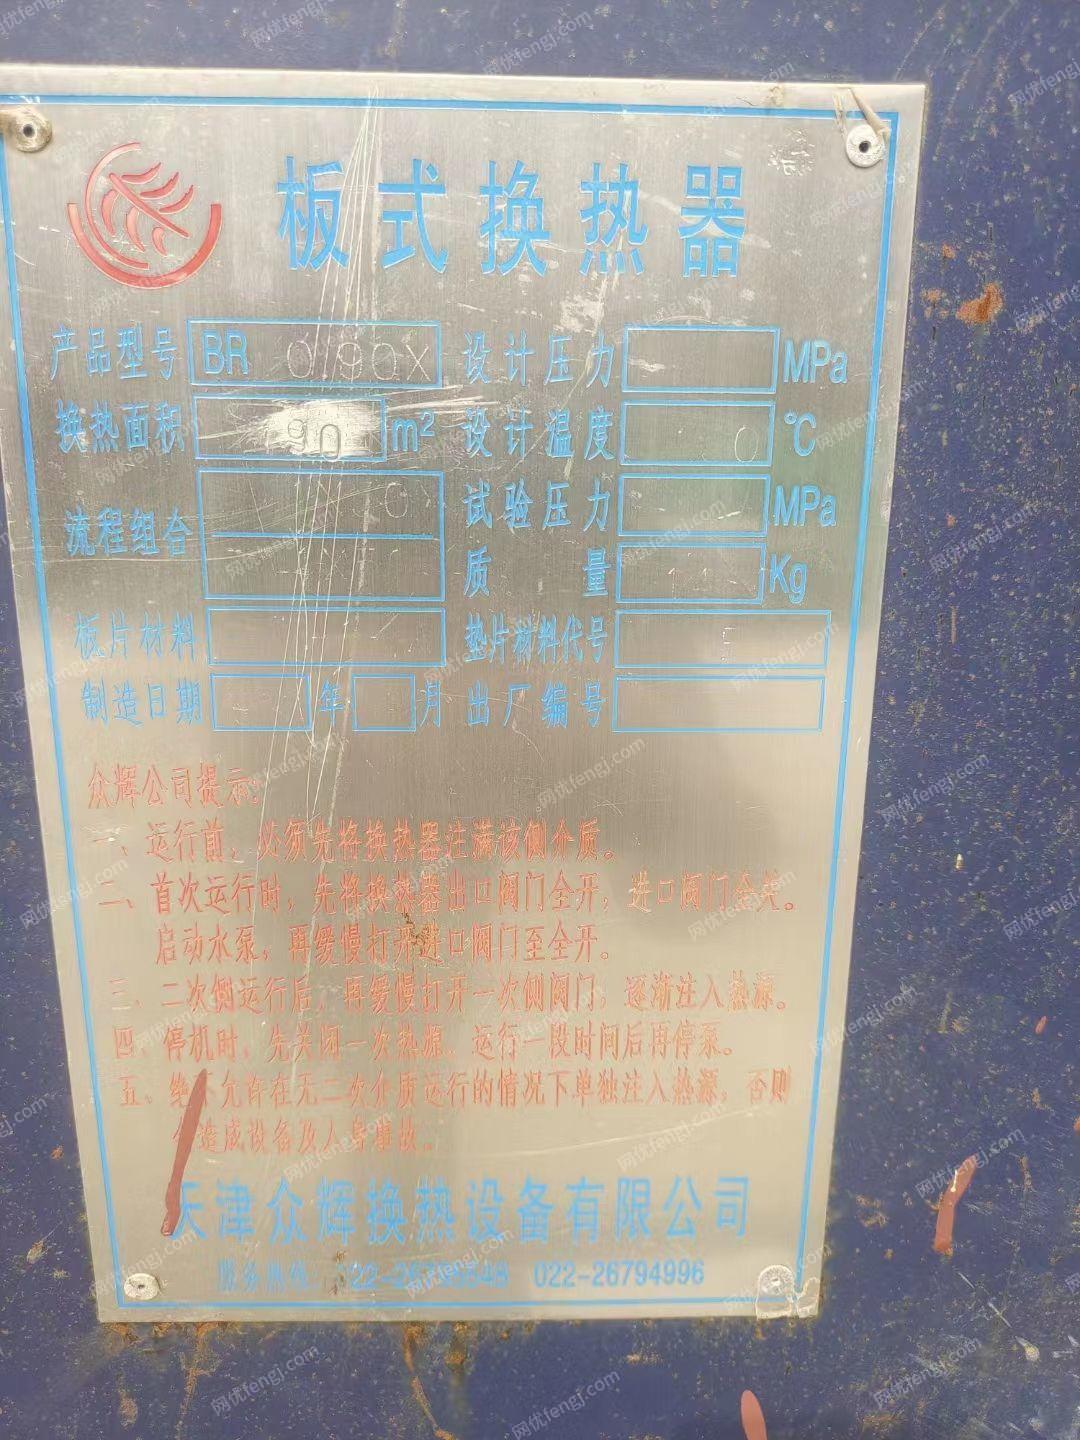 板式换热器
产品型号 BR 0.90X 设计压力 MPa
换热面积 90 m² 设计温度 0 ℃
流程组合 试验压力 MPa
质量 Kg
板片材料 垫片材料代号
制造日期 年 月 出厂编号
众辉公司提示:
一、运行前，必须先将换热器注满该侧介质。
二、首次运行时，先将换热器出口阀门全开，进口阀门全关。
启动水泵，再缓慢打开进口阀门至全开。
三、二次侧运行后，再缓慢打开一次侧阀门，逐渐注入热源。
四、停机时，先关闭一次热源，运行一段时间后再停泵。
五、绝不允许在无二次介质运行的情况下单独注入热源，否则
造成设备及人身事故。
天津众辉换热设备有限公司
服务热线: 022-26794996
网优fengj.com